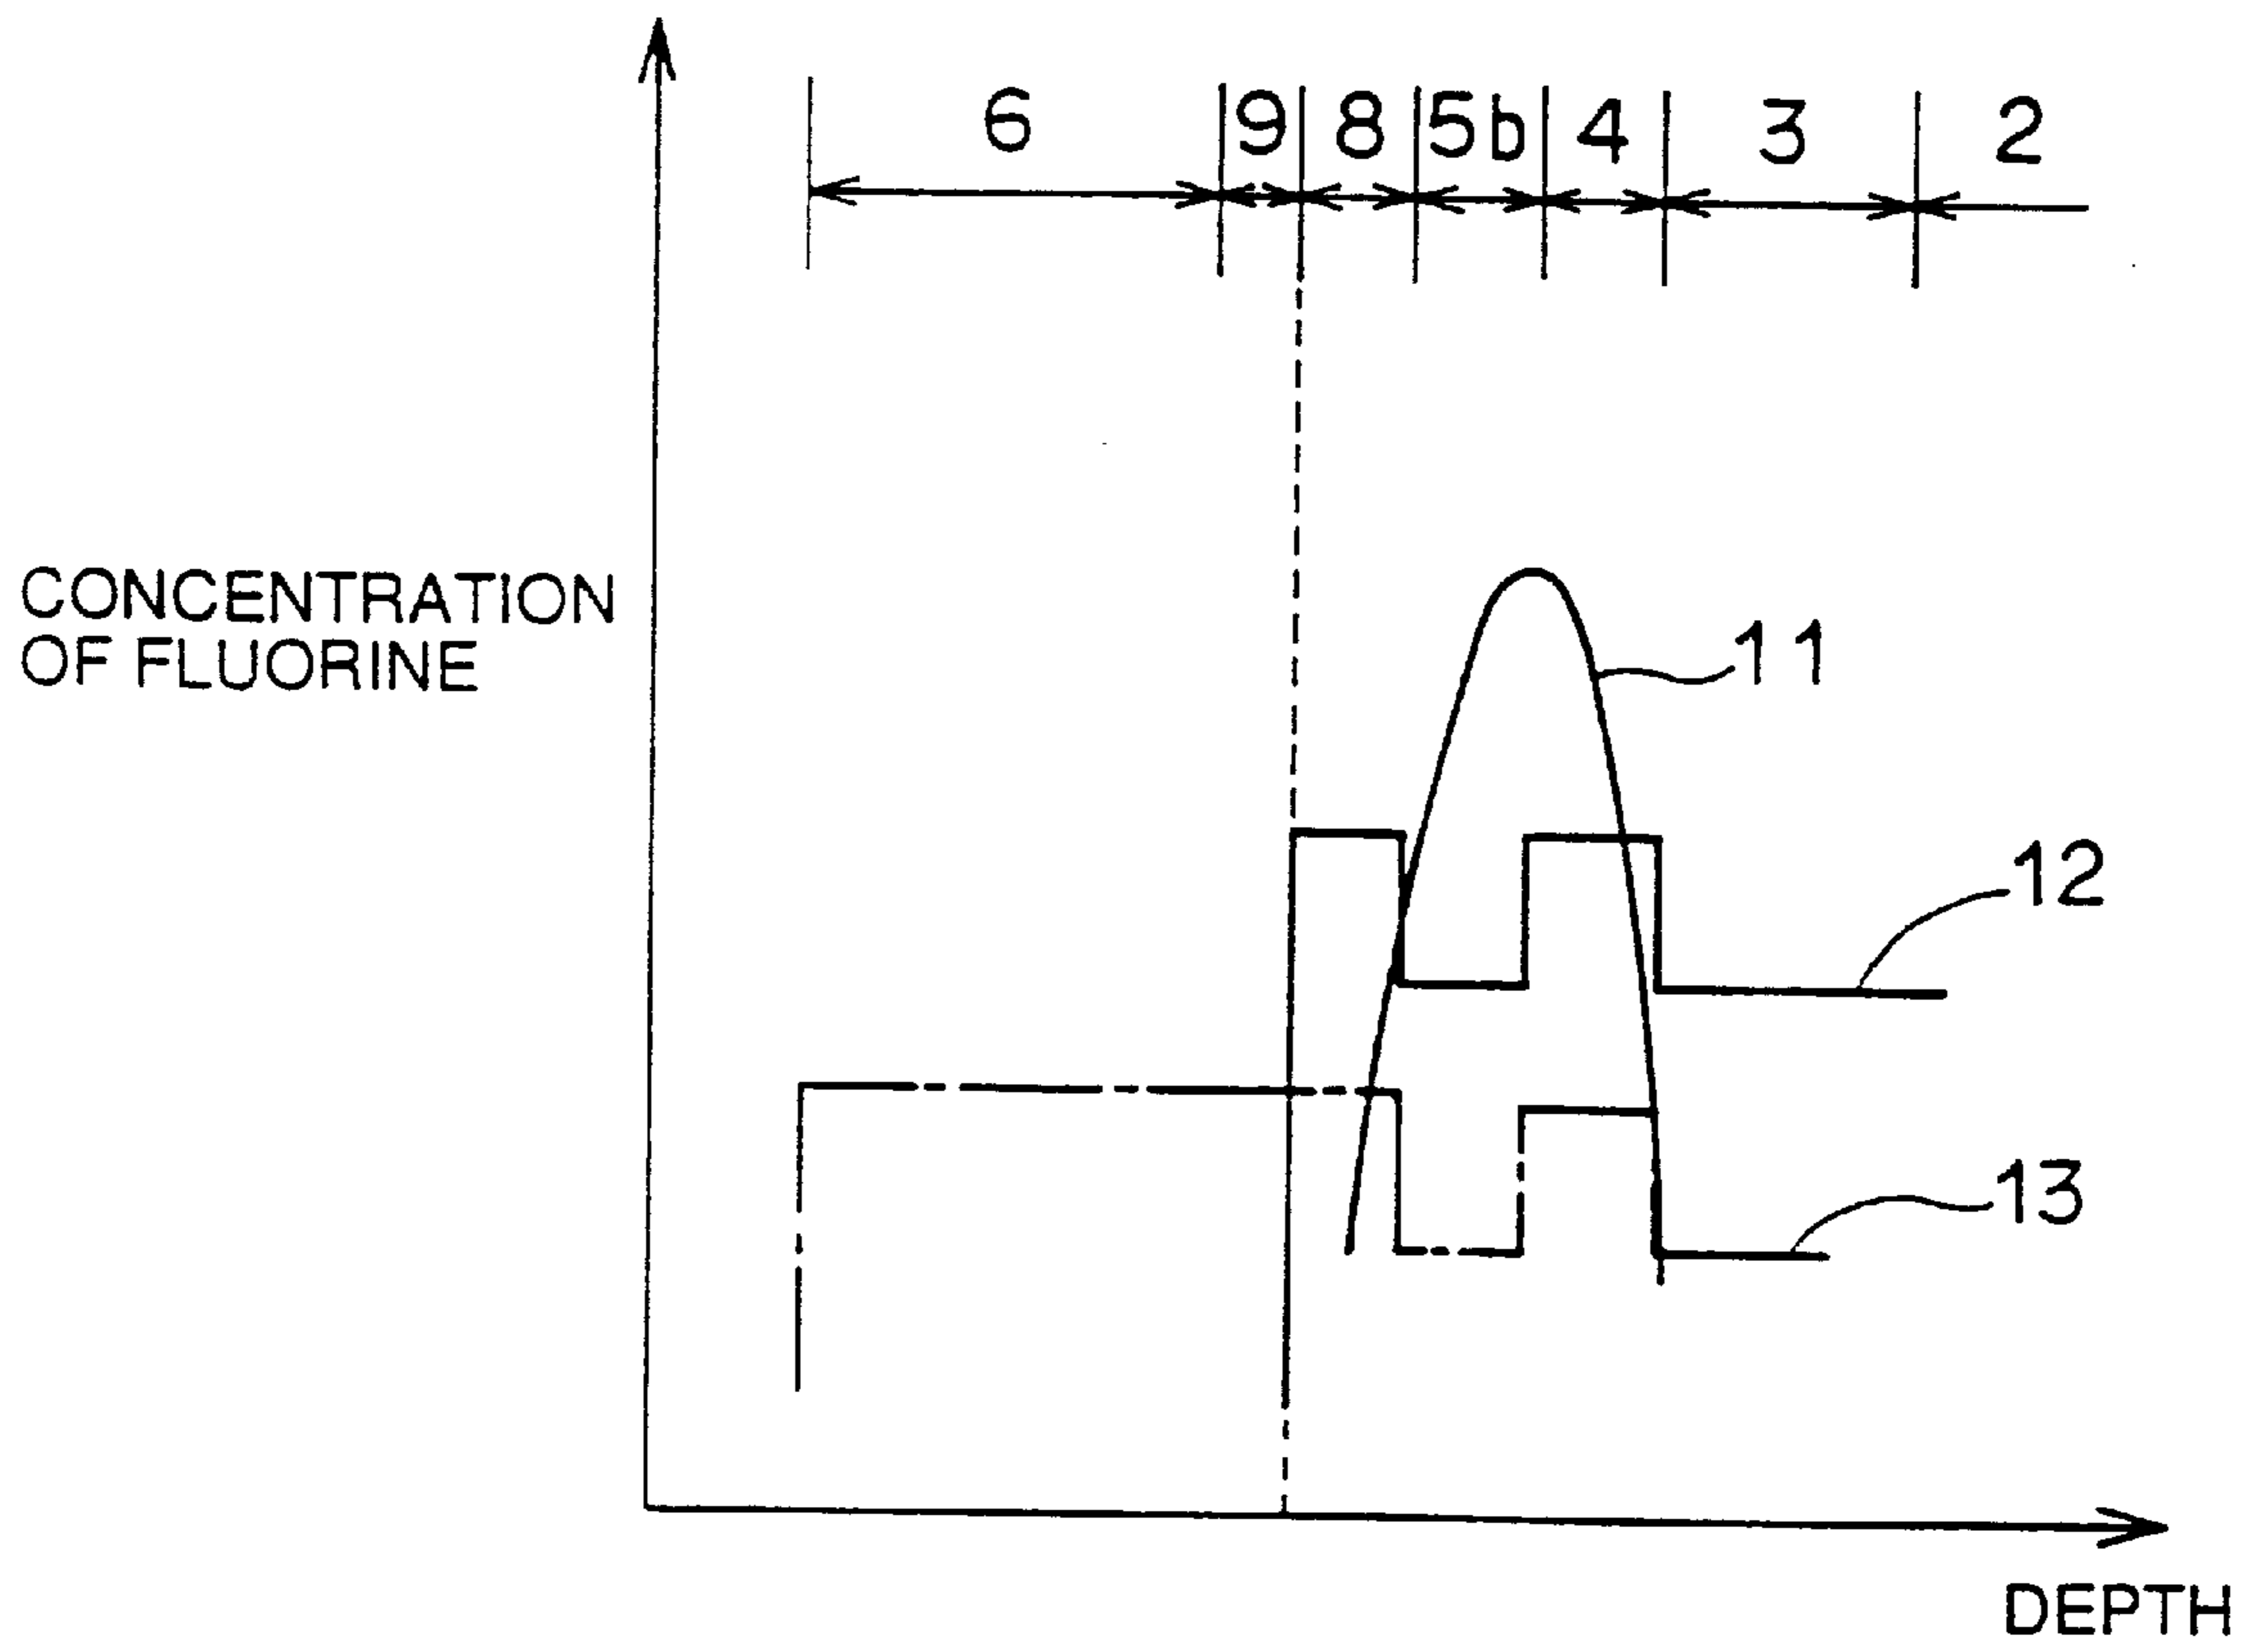 6 9 8 5b 4 3 2
CONCENTRATION
OF FLUORINE
11
12
13
DEPTH